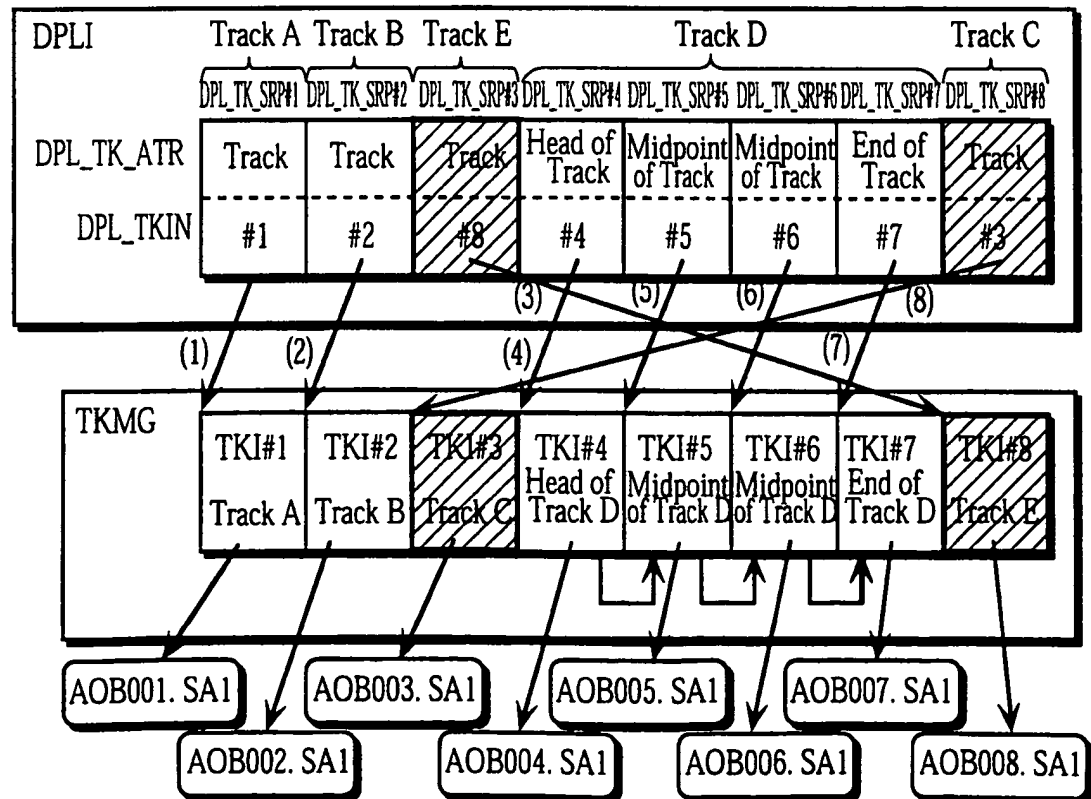 DPLI
Track A Track B Track E Track D Track C
DPL_TK_SRP#1 DPL_TK_SRP#2 DPL_TK_SRP#3 DPL_TK_SRP#4 DPL_TK_SRP#5 DPL_TK_SRP#6 DPL_TK_SRP#7 DPL_TK_SRP#8
DPL_TK_ATR Track Track Track Head of Track Midpoint of Track Midpoint of Track End of Track Track
DPL_TKIN #1 #2 #8 #4 #5 #6 #7 #3
(3) (5) (6) (8)
(1) (2) (4) (7)
TKMG
TKI#1 TKI#2 TKI#3 TKI#4 TKI#5 TKI#6 TKI#7 TKI#8
Head of Midpoint Midpoint End of
Track A Track B Track C Track D of Track D of Track D Track D Track E
AOB001. SA1 AOB003. SA1 AOB005. SA1 AOB007. SA1
AOB002. SA1 AOB004. SA1 AOB006. SA1 AOB008. SA1